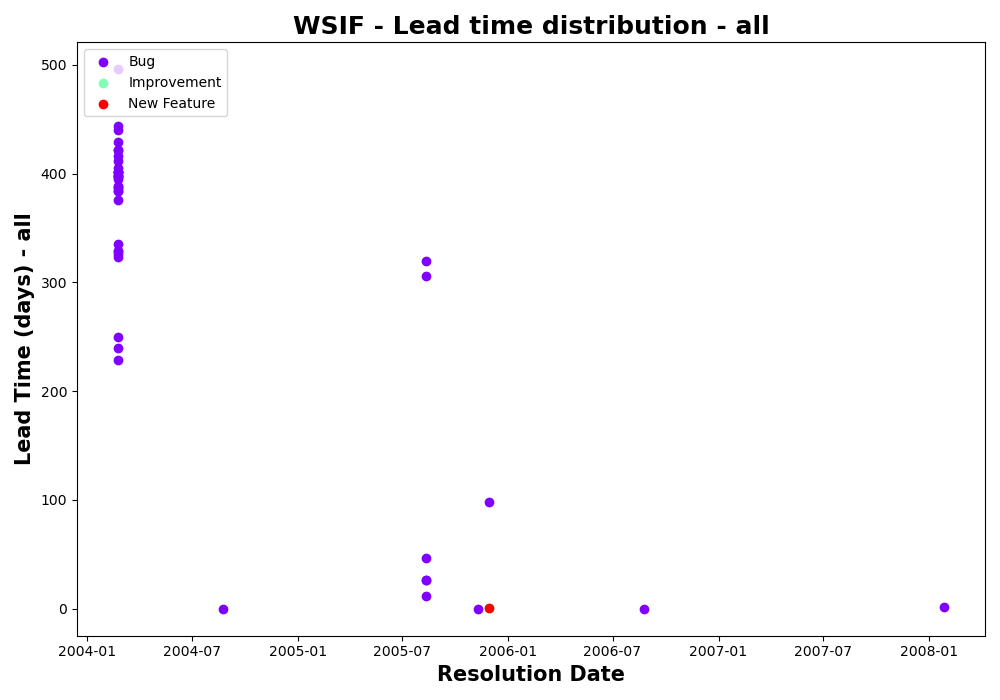 WSIF - Lead time distribution - all
Bug
Improvement
New Feature
Lead Time (days) - all
500
400
300
200
100
0
2004-01
2004-07
2005-01
2005-07
2006-01
2006-07
2007-01
2007-07
2008-01
Resolution Date